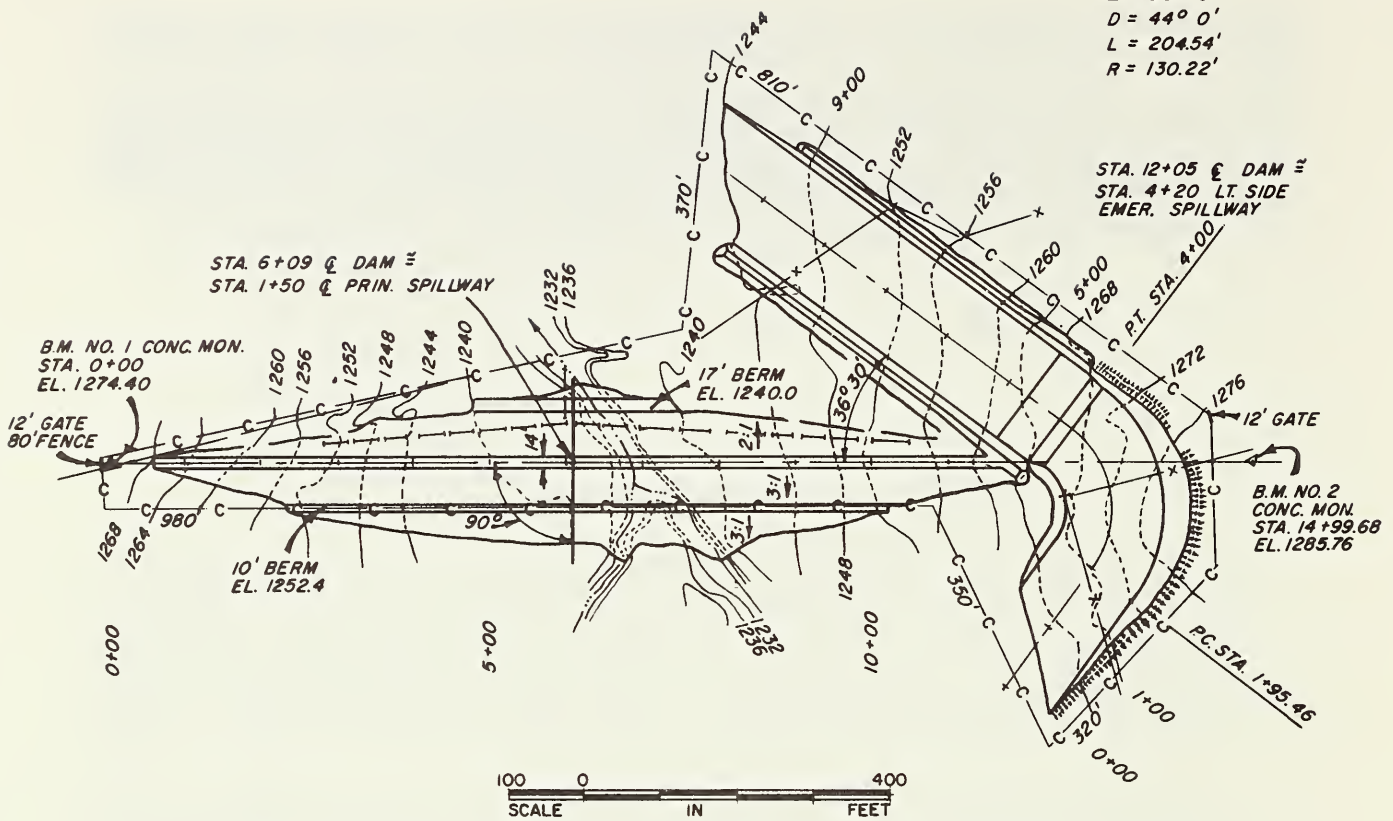 D = 44° 0'
L = 204.54'
R = 130.22'
1244
810'
9+00
1252
1256
STA. 12+05 ℄ DAM ≅
STA. 4+20 LT. SIDE
EMER. SPILLWAY
370'
1260
5+00
1268
P.T. STA. 4+00
STA. 6+09 ℄ DAM ≅
STA. 1+50 ℄ PRIN. SPILLWAY
1232
1236
1240
B.M. NO. 1 CONC. MON.
STA. 0+00
EL. 1274.40
1260
1256
1252
1248
1244
1240
17' BERM
EL. 1240.0
36° 30'
1272
1276
12' GATE
12' GATE
80' FENCE
14'
2:1
3:1
B.M. NO. 2
CONC. MON.
STA. 14+99.68
EL. 1285.76
980'
90°
3:1
1268
1264
10' BERM
EL. 1252.4
1248
350'
1232
1236
0+00
5+00
10+00
P.C. STA. 1+95.46
1+00
320'
0+00
C C C C C C C C C C C C C C C C C C C C C C C C C C C C C C C C C C C C C C C
100 0 400
SCALE IN FEET